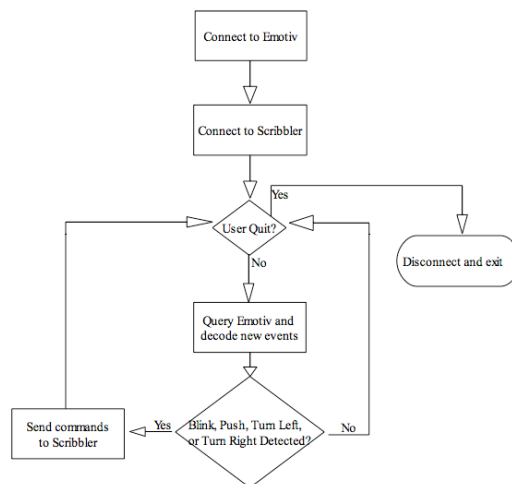 Connect to Emotiv
Connect to Scribbler
Yes
User Quit?
Disconnect and exit
No
Query Emotiv and
decode new events
Send commands
to Scribbler
Yes
Blink, Push, Turn Left,
or Turn Right Detected?
No